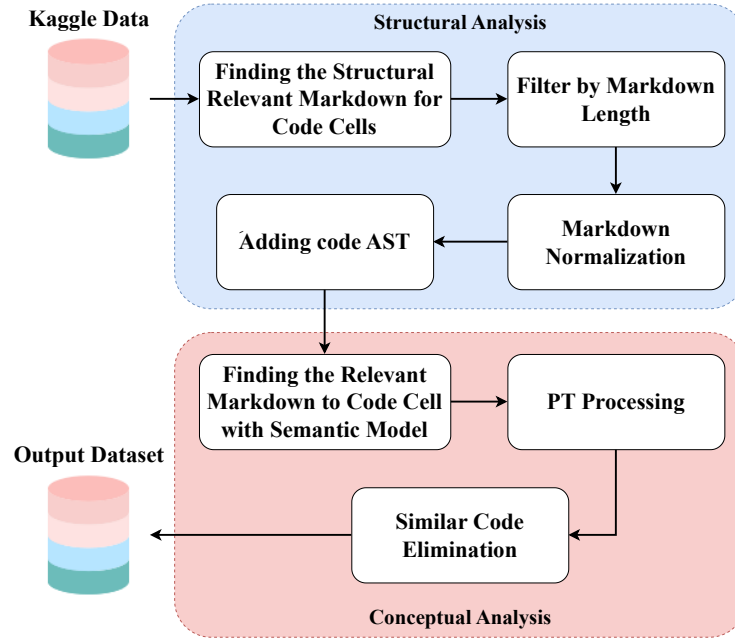 Kaggle Data
Structural Analysis
Finding the Structural
Relevant Markdown for
Code Cells
Filter by Markdown
Length
Markdown
Normalization
Adding code AST
Finding the Relevant
Markdown to Code Cell
with Semantic Model
PT Processing
Similar Code
Elimination
Output Dataset
Conceptual Analysis